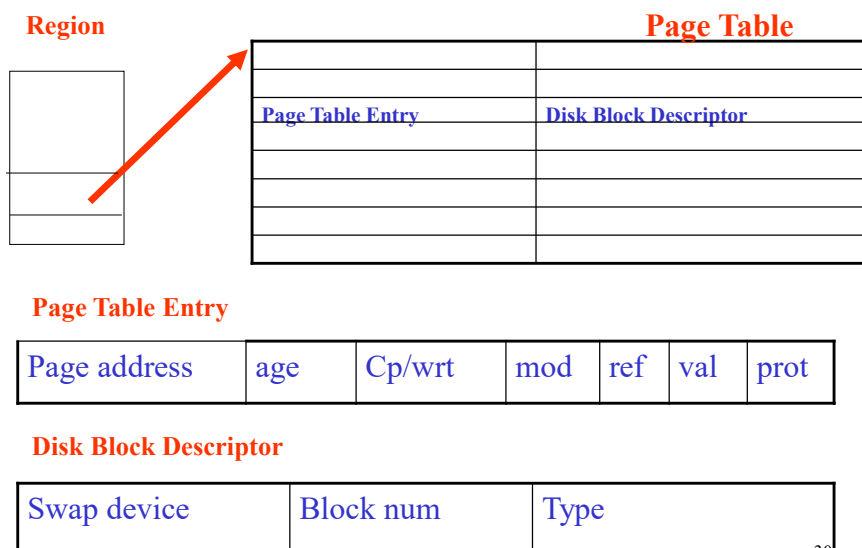 Region
Page Table
Page Table Entry Disk Block Descriptor
Page Table Entry
Page address age Cp/wrt mod ref val prot
Disk Block Descriptor
Swap device Block num Type